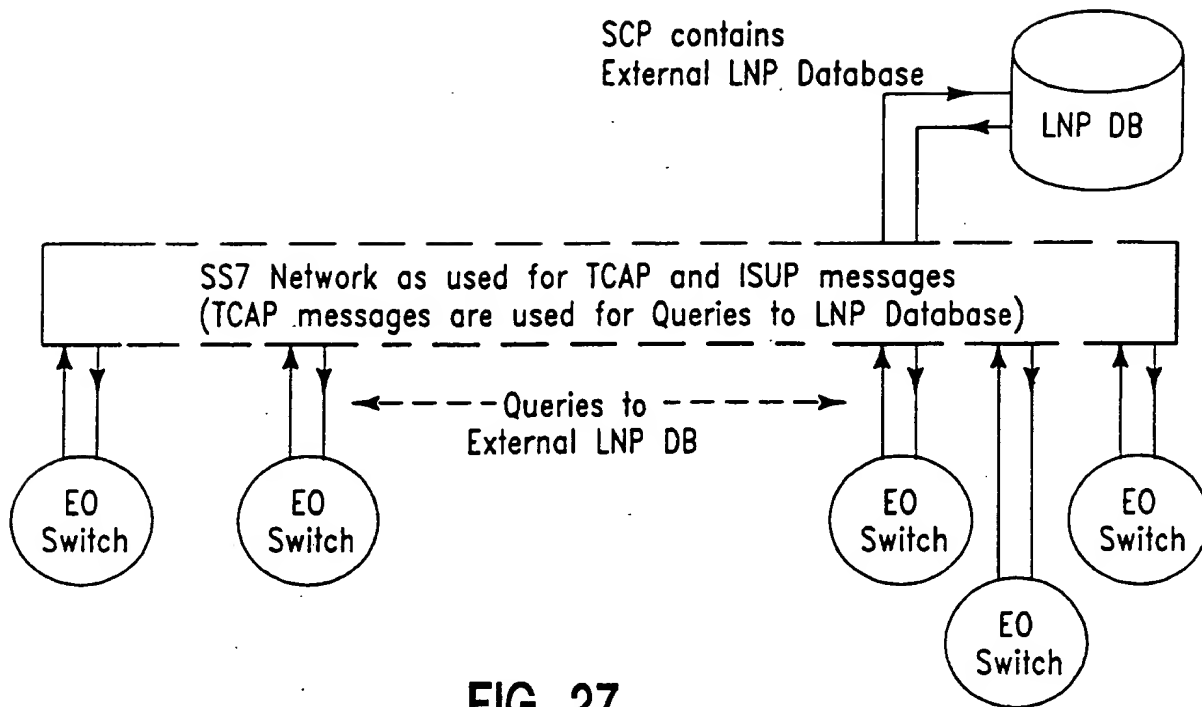 SCP contains
External LNP Database
LNP DB
SS7 Network as used for TCAP and ISUP messages
(TCAP messages are used for Queries to LNP Database)
Queries to
External LNP DB
EO
Switch
EO
Switch
EO
Switch
EO
Switch
EO
Switch
FIG. 27